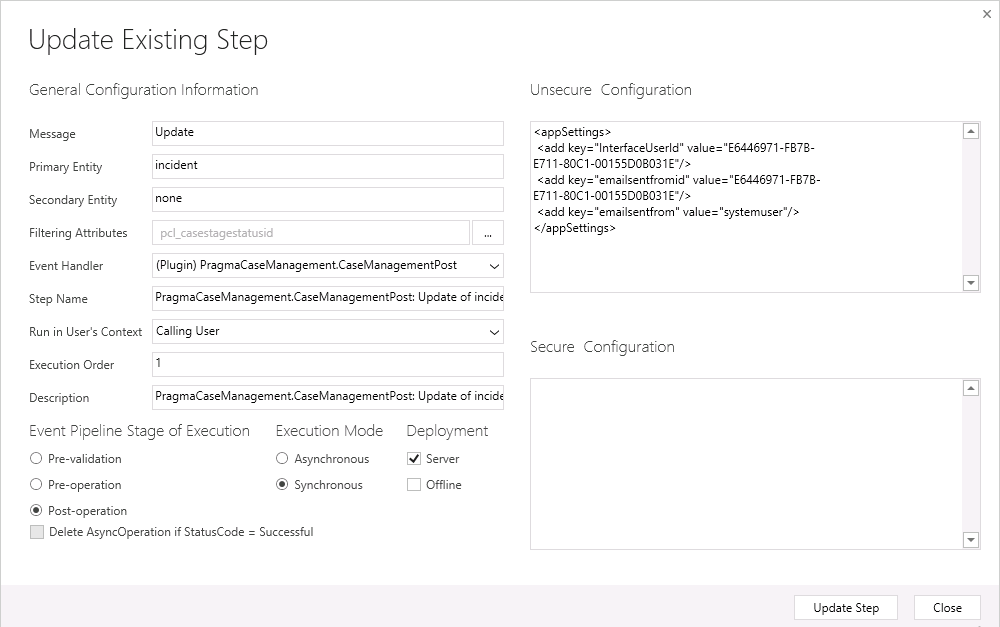 Update Existing Step
General Configuration Information
Message
Update
Primary Entity
incident
Secondary Entity
none
Filtering Attributes
pcl_casestagestatusid
...
Event Handler
(Plugin) PragmaCaseManagement.CaseManagementPost
Step Name
PragmaCaseManagement.CaseManagementPost: Update of incide
Run in User's Context
Calling User
Execution Order
1
Description
PragmaCaseManagement.CaseManagementPost: Update of incide
Event Pipeline Stage of Execution
Pre-validation
Pre-operation
Post-operation
Execution Mode
Asynchronous
Synchronous
Deployment
Server
Offline
Delete AsyncOperation if StatusCode = Successful
Unsecure Configuration
<appSettings>
<add key="InterfaceUserId" value="E6446971-FB7B-
E711-80C1-00155D0B031E"/>
<add key="emailsentfromid" value="E6446971-FB7B-
E711-80C1-00155D0B031E"/>
<add key="emailsentfrom" value="systemuser"/>
</appSettings>
Secure Configuration
Update Step
Close